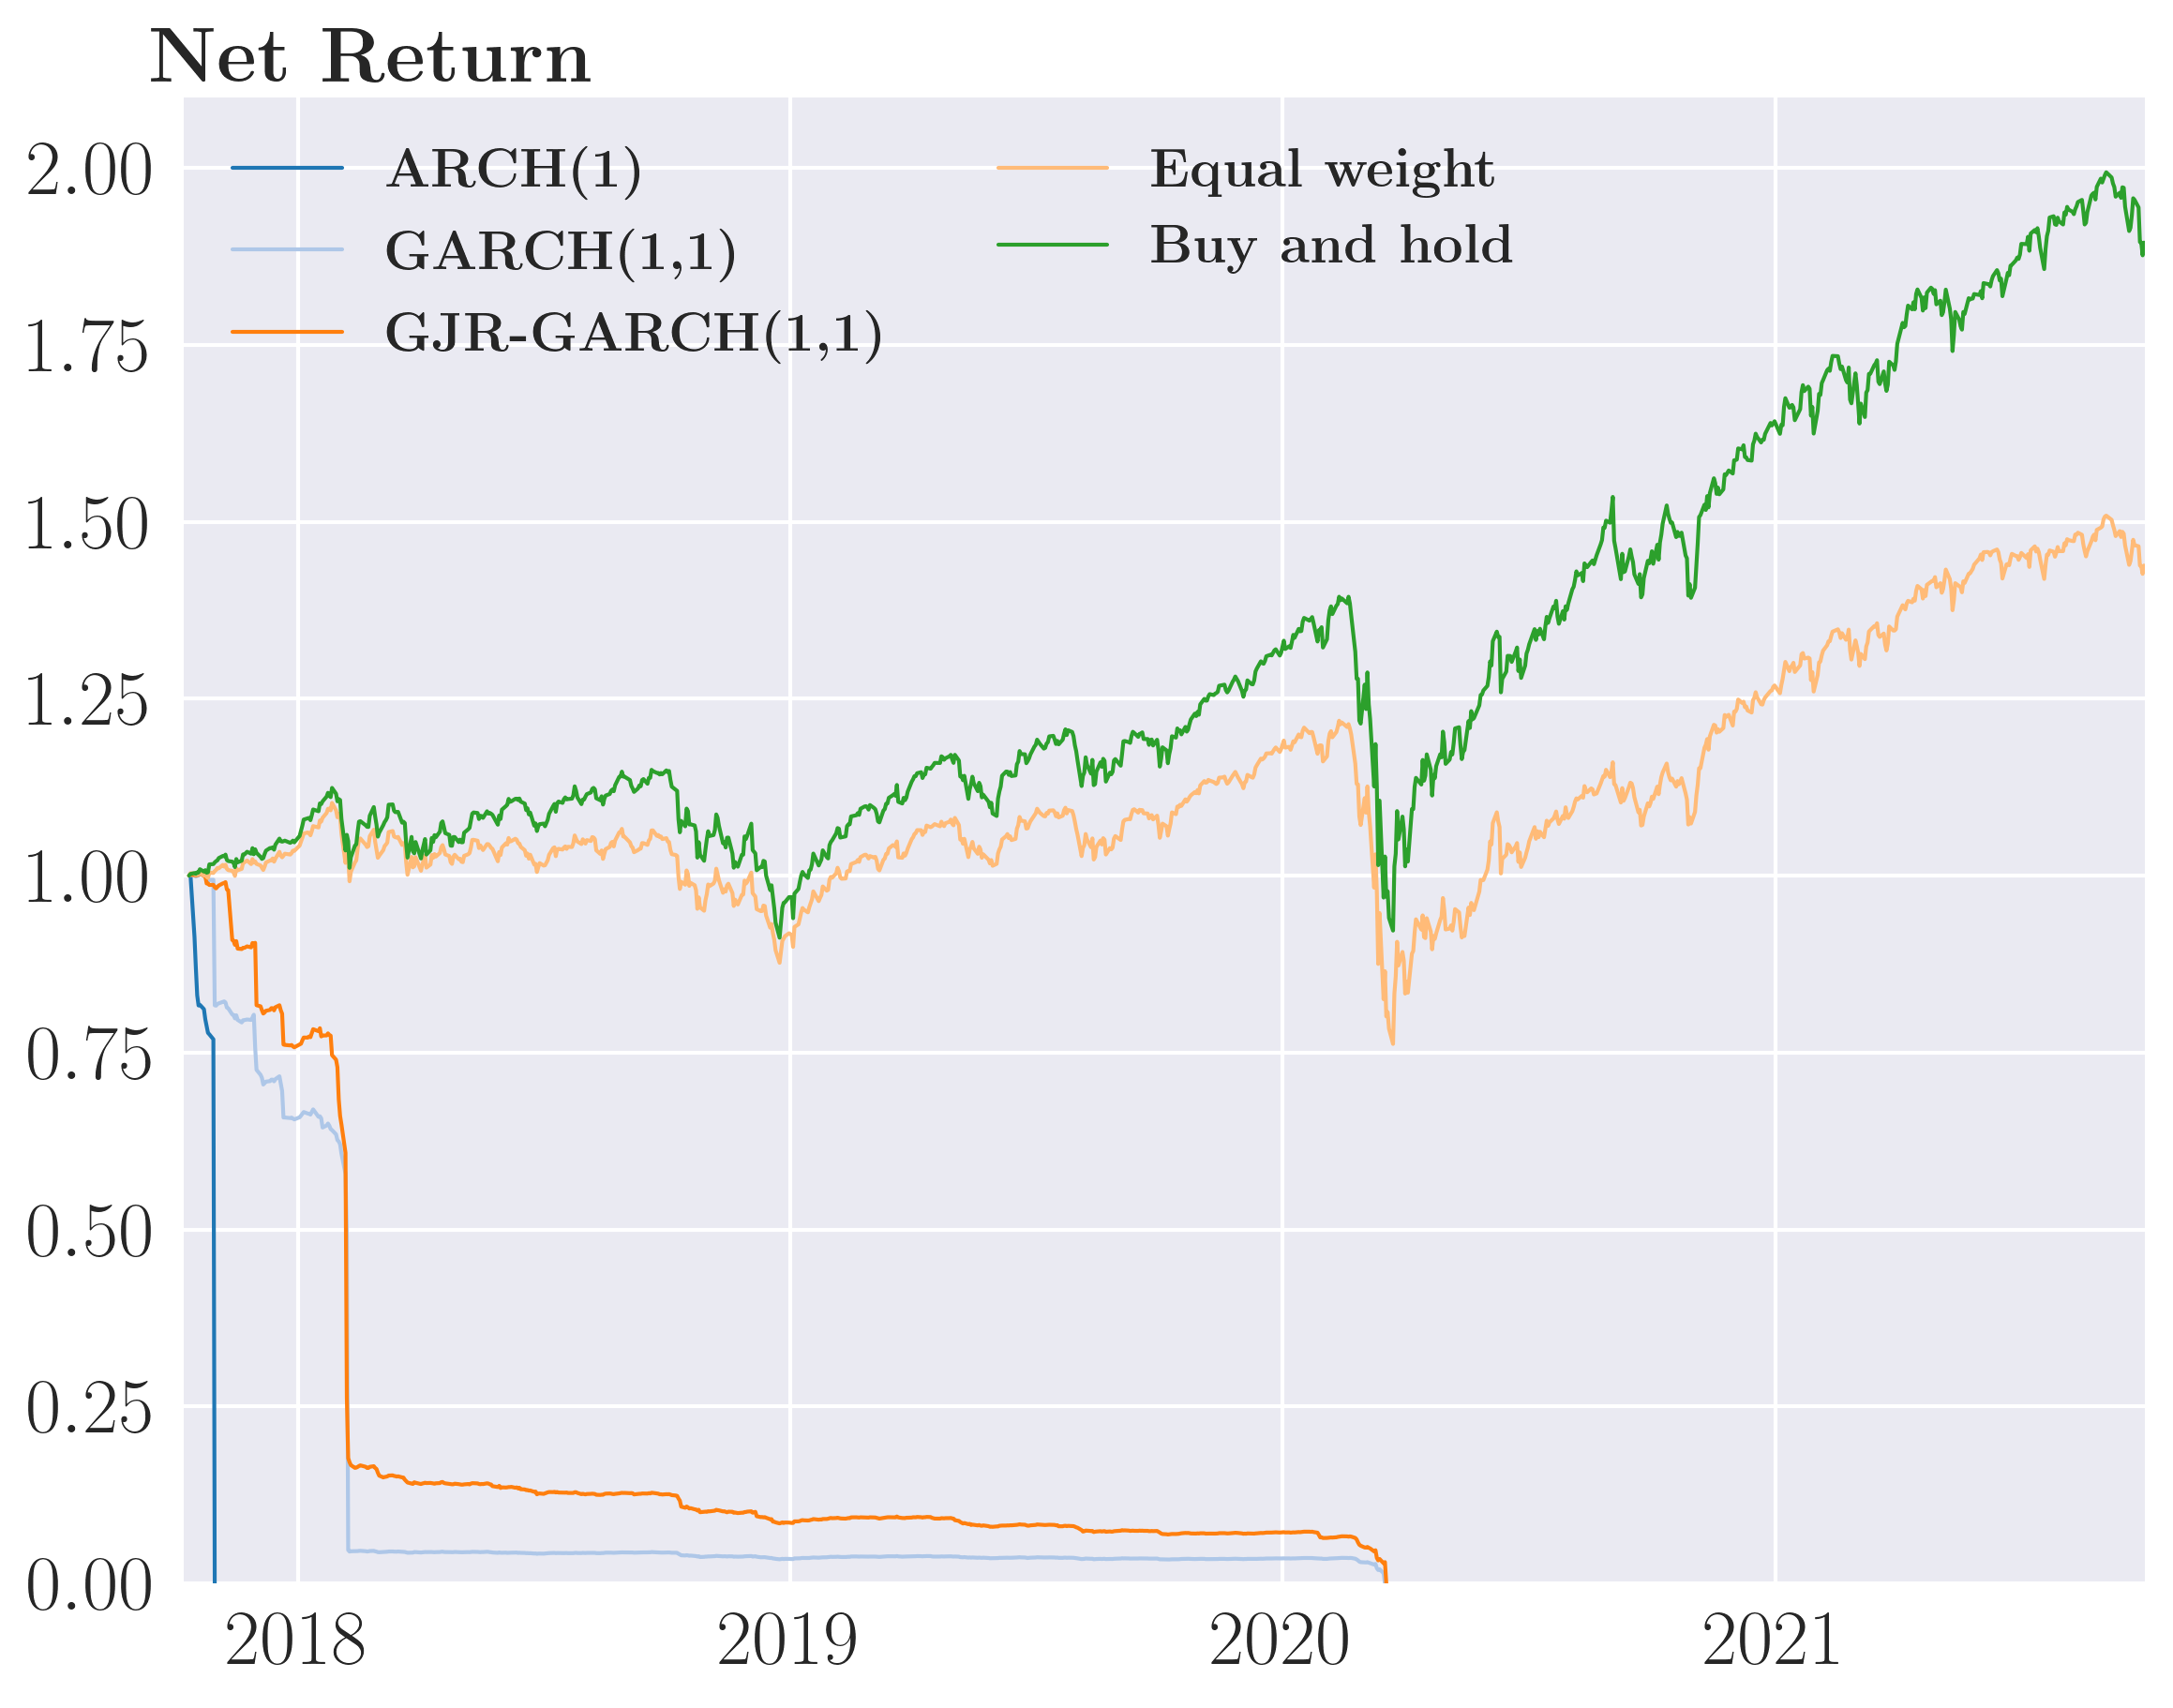 Net Return
2.00
1.75
1.50
1.25
1.00
0.75
0.50
0.25
0.00
ARCH(1)
GARCH(1,1)
GJR-GARCH(1,1)
Equal weight
Buy and hold
2018
2019
2020
2021